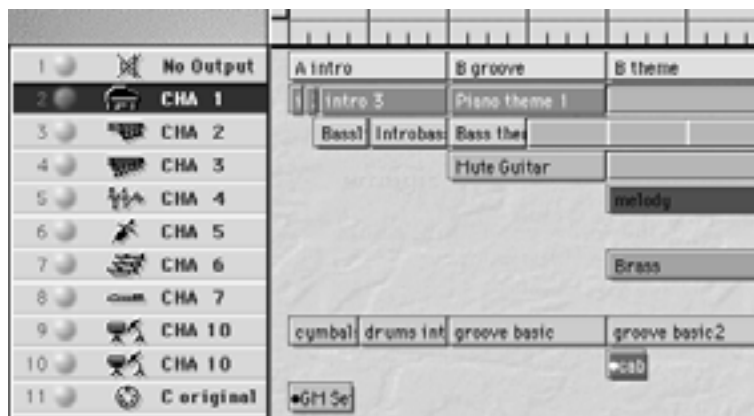 1 No Output A intro B groove B theme
2 CHA 1 intro 3 Piano theme 1
3 CHA 2 Bass1 Introbas Bass the
4 CHA 3 Mute Guitar
5 CHA 4 melody
6 CHA 5
7 CHA 6 Brass
8 CHA 7
9 CHA 10 cymbal drums int groove basic groove basic2
10 CHA 10 cab
11 C original GM Se